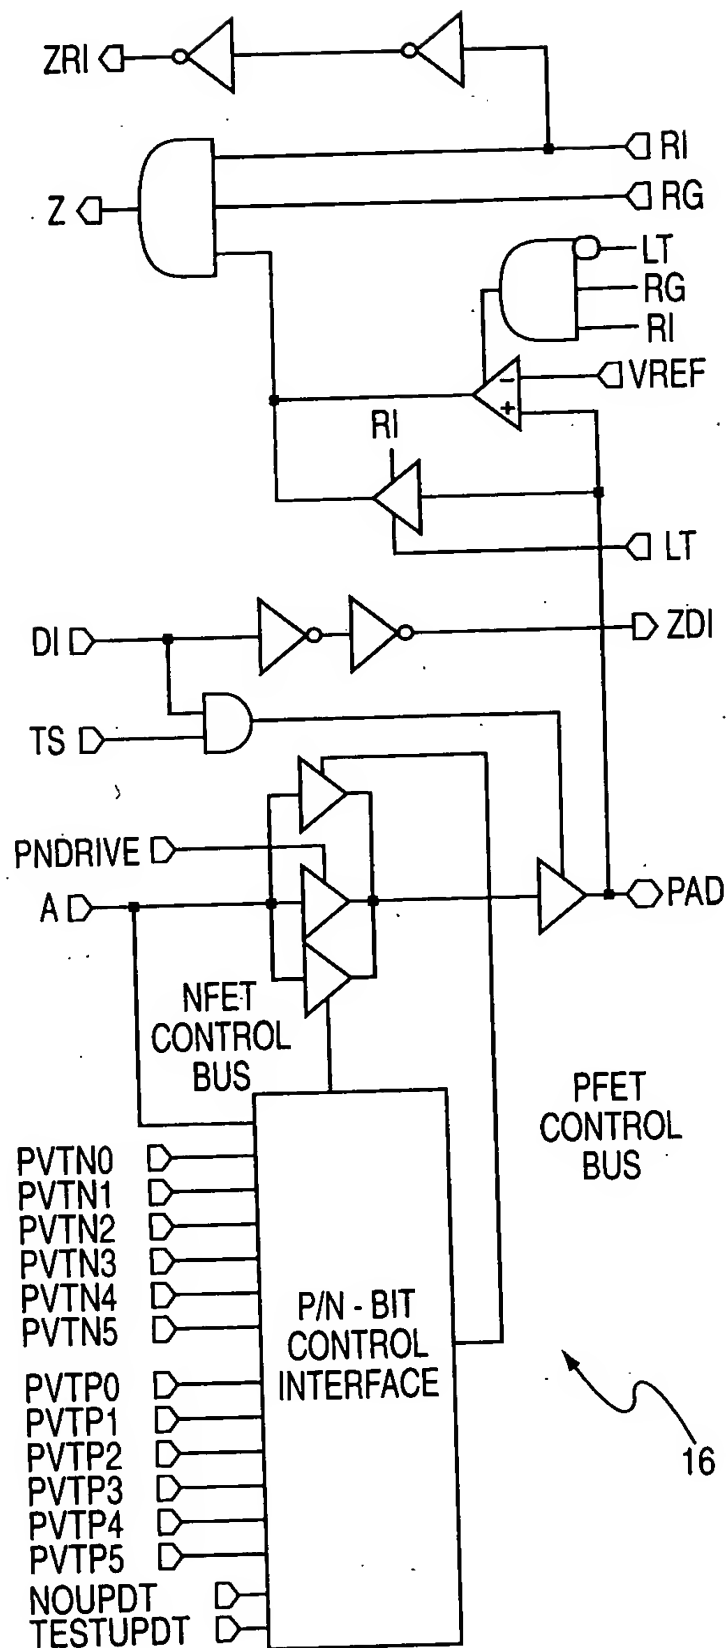 ZRI
RI
Z
RG
LT
RG
RI
VREF
-
+
RI
LT
DI
ZDI
TS
PNDRIVE
A
PAD
NFET
CONTROL
BUS
PFET
CONTROL
BUS
PVTN0
PVTN1
PVTN2
PVTN3
PVTN4
PVTN5
P/N - BIT
CONTROL
INTERFACE
PVTP0
PVTP1
PVTP2
PVTP3
PVTP4
PVTP5
NOUPDT
TESTUPDT
16